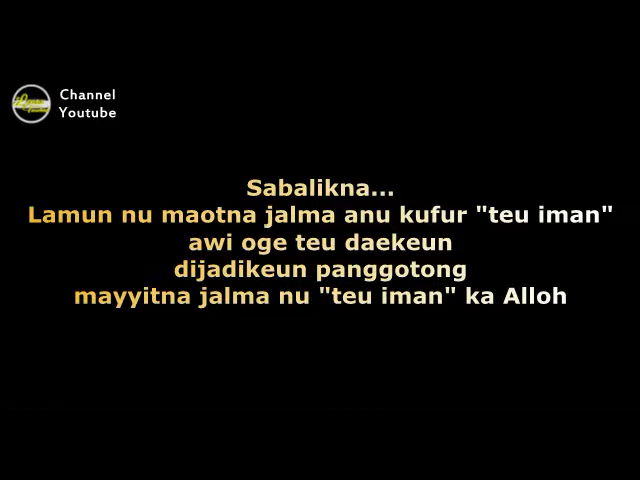 Channel
Youtube
Sabalikna...
Lamun nu maotna jalma anu kufur "teu iman"
awi oge teu daekeun
dijadikeun panggotong
mayyitna jalma nu "teu iman" ka Alloh